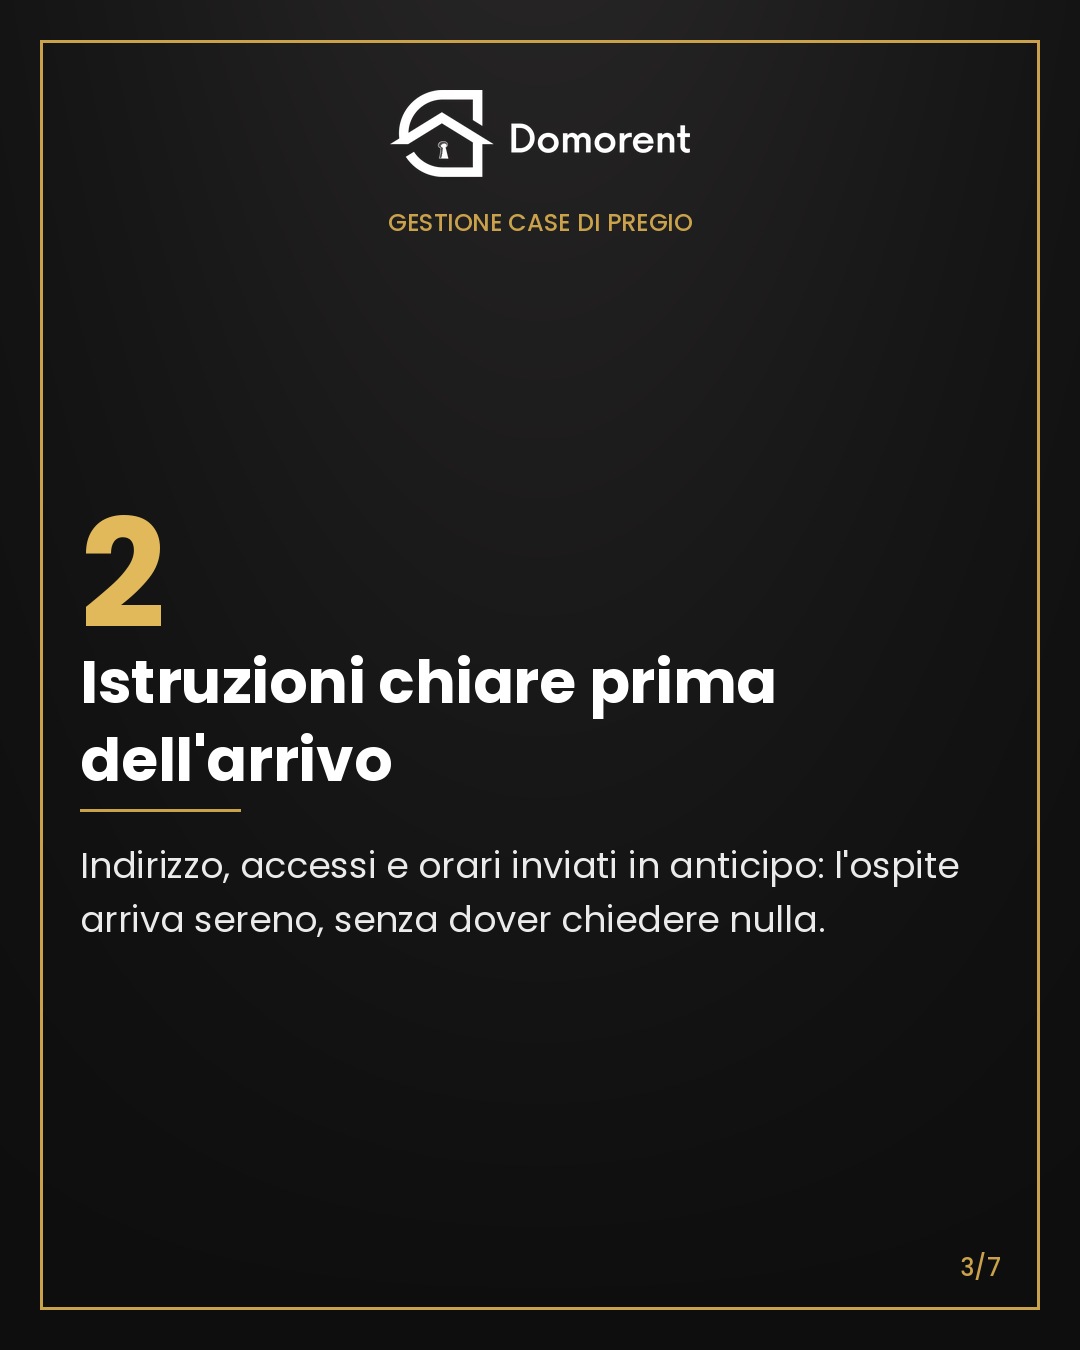 Domorent
GESTIONE CASE DI PREGIO
2
Istruzioni chiare prima
dell'arrivo
Indirizzo, accessi e orari inviati in anticipo: l'ospite
arriva sereno, senza dover chiedere nulla.
3/7